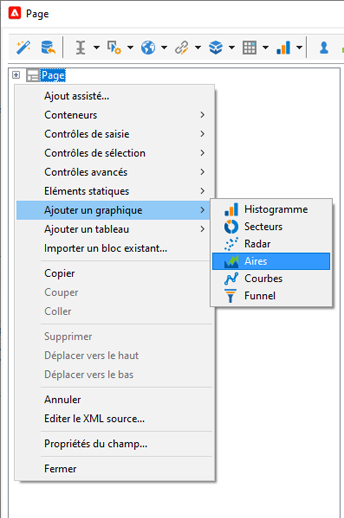 Page
Page
Ajout assisté...
Conteneurs
Contrôles de saisie
Contrôles de sélection
Contrôles avancés
Eléments statiques
Ajouter un graphique
Histogramme
Secteurs
Radar
Aires
Courbes
Funnel
Ajouter un tableau
Importer un bloc existant...
Copier
Couper
Coller
Supprimer
Déplacer vers le haut
Déplacer vers le bas
Annuler
Editer le XML source...
Propriétés du champ...
Fermer